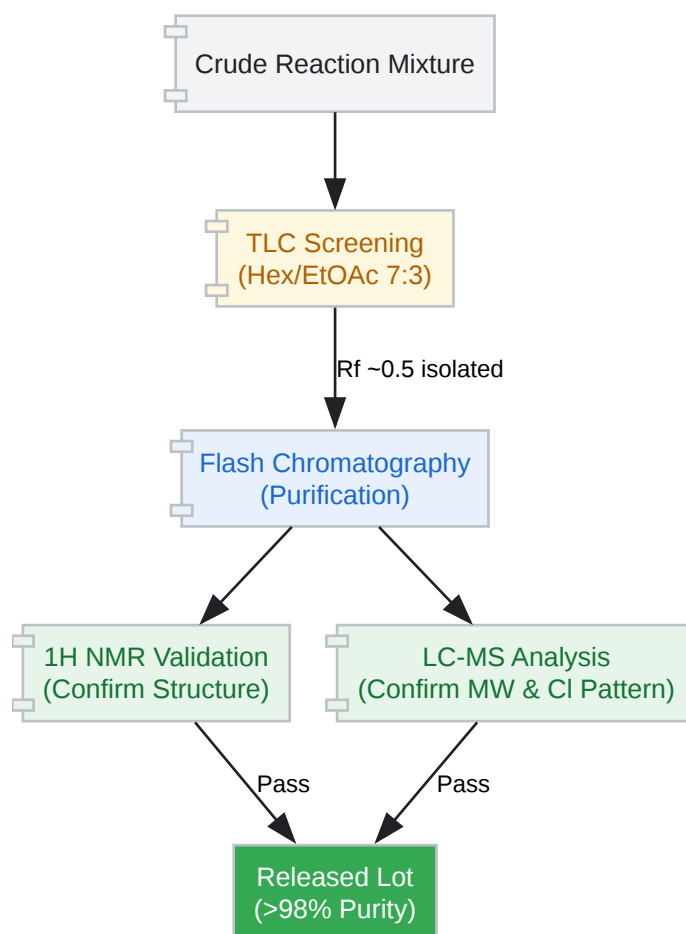 Crude Reaction Mixture
TLC Screening
(Hex/EtOAc 7:3)
Rf ~0.5 isolated
Flash Chromatography
(Purification)
1H NMR Validation
(Confirm Structure)
LC-MS Analysis
(Confirm MW & Cl Pattern)
Pass
Pass
Released Lot
(>98% Purity)